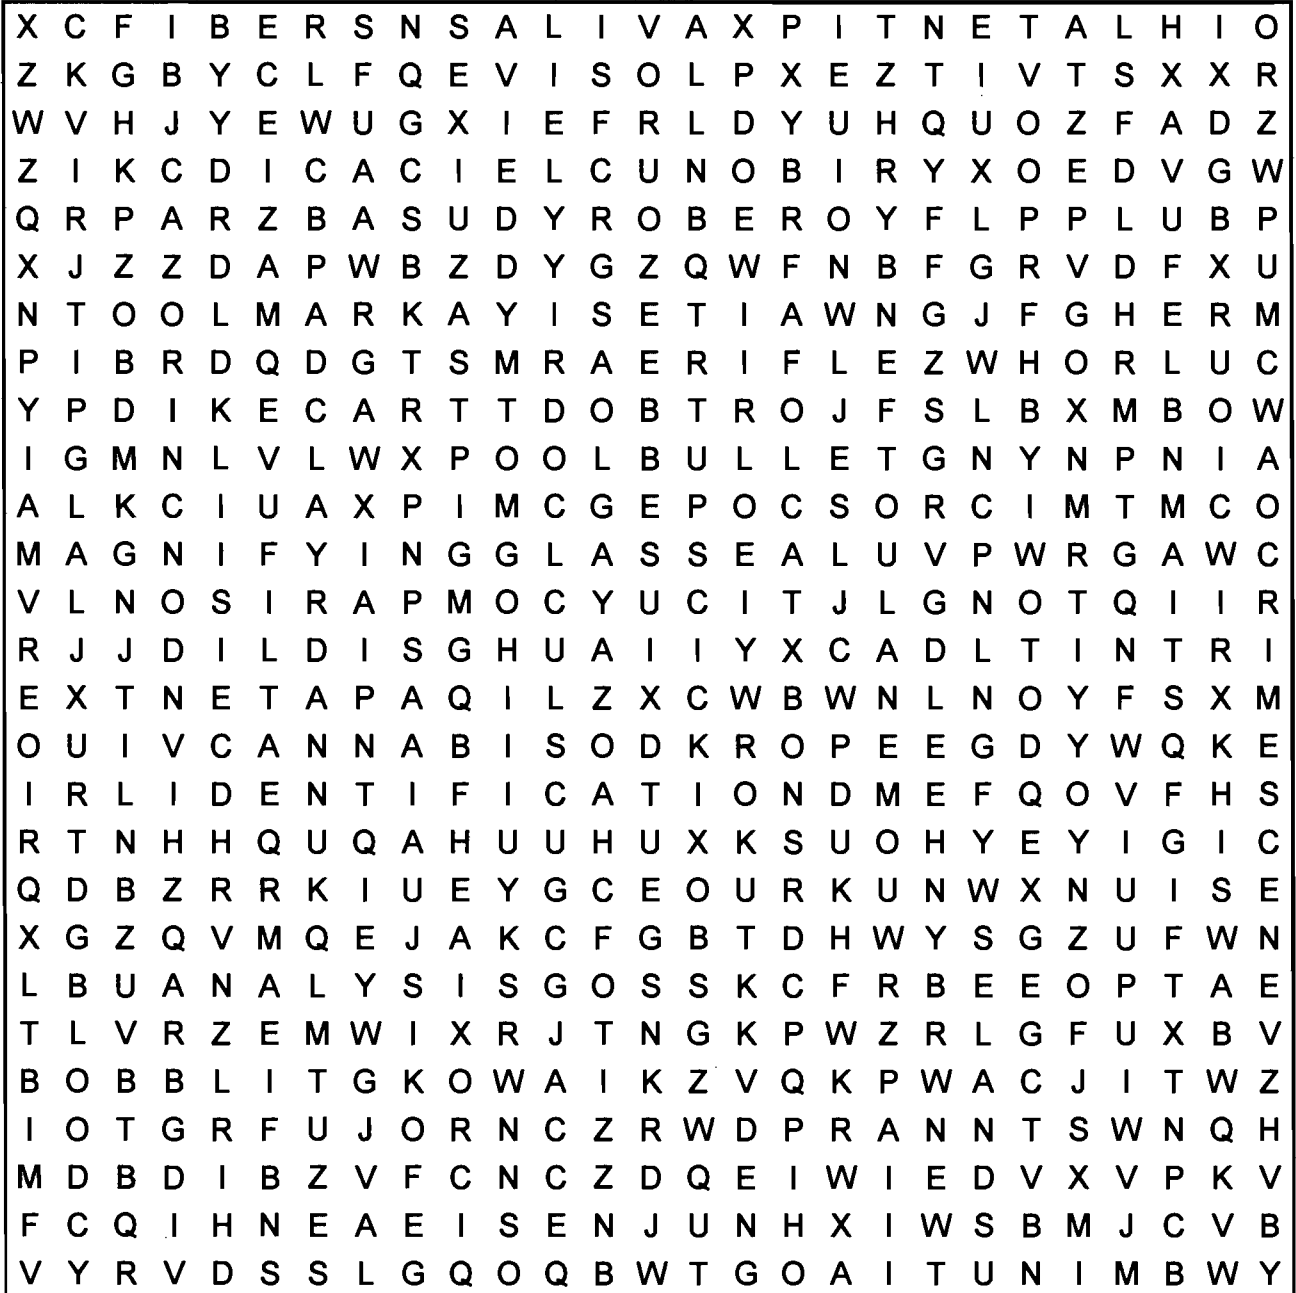 X C F I B E R S N S A L I V A X P I T N E T A L H I O
Z K G B Y C L F Q E V I S O L P X E Z T I V T S X X R
W V H J Y E W U G X I E F R L D Y U H Q U O Z F A D Z
Z I K C D I C A C I E L C U N O B I R Y X O E D V G W
Q R P A R Z B A S U D Y R O B E R O Y F L P P L U B P
X J Z Z D A P W B Z D Y G Z Q W F N B F G R V D F X U
N T O O L M A R K A Y I S E T I A W N G J F G H E R M
P I B R D Q D G T S M R A E R I F L E Z W H O R L U C
Y P D I K E C A R T T D O B T R O J F S L B X M B O W
I G M N L V L W X P O O L B U L L E T G N Y N P N I A
A L K C I U A X P I M C G E P O C S O R C I M T M C O
M A G N I F Y I N G G L A S S E A L U V P W R G A W C
V L N O S I R A P M O C Y U C I T J L G N O T Q I I R
R J J D I L D I S G H U A I I Y X C A D L T I N T R I
E X T N E T A P A Q I L Z X C W B W N L N O Y F S X M
O U I V C A N N A B I S O D K R O P E E G D Y W Q K E
I R L I D E N T I F I C A T I O N D M E F Q O V F H S
R T N H H Q U Q A H U U H U X K S U O H Y E Y I G I C
Q D B Z R R K I U E Y G C E O U R K U N W X N U I S E
X G Z Q V M Q E J A K C F G B T D H W Y S G Z U F W N
L B U A N A L Y S I S G O S S K C F R B E E O P T A E
T L V R Z E M W I X R J T N G K P W Z R L G F U X B V
B O B B L I T G K O W A I K Z V Q K P W A C J I T W Z
I O T G R F U J O R N C Z R W D P R A N N T S W N Q H
M D B D I B Z V F C N C Z D Q E I W I E D V X V P K V
F C Q I H N E A E I S E N J U N H X I W S B M J C V B
V Y R V D S S L G Q O Q B W T G O A I T U N I M B W Y